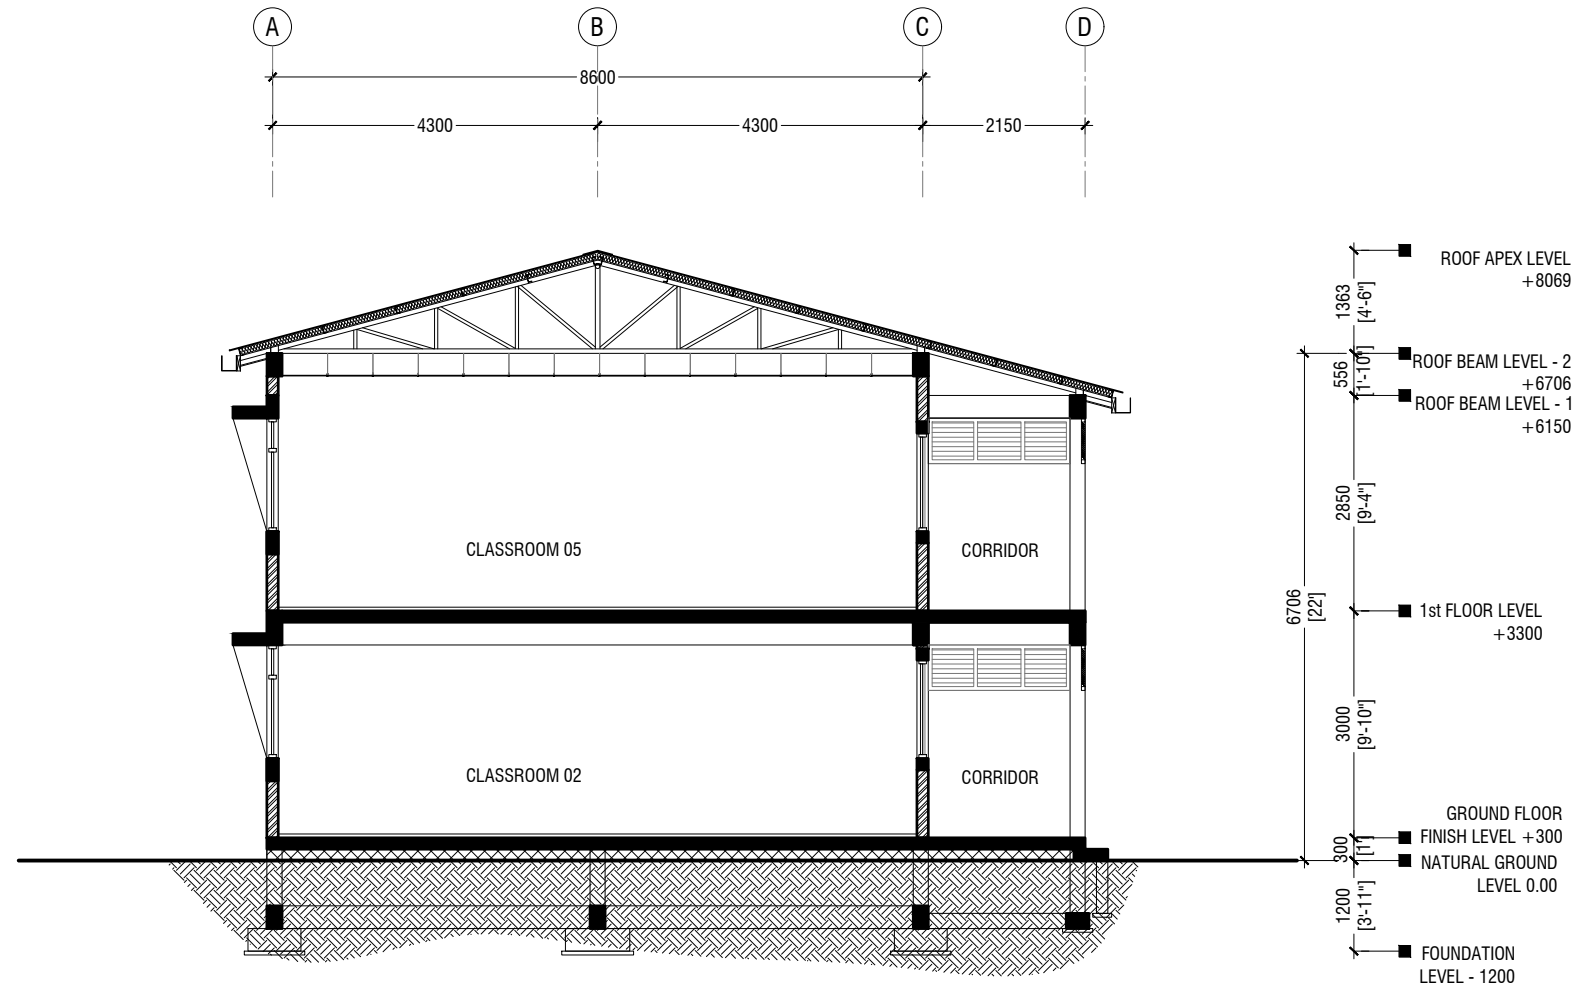 A B C D
8600
4300 4300 2150
ROOF APEX LEVEL
+8069
1363
[4'-6"]
ROOF BEAM LEVEL - 2
+6706
556
[1'-10"]
ROOF BEAM LEVEL - 1
+6150
2850
[9'-4"]
CLASSROOM 05 CORRIDOR
6706
[22']
1st FLOOR LEVEL
+3300
3000
[9'-10"]
CLASSROOM 02 CORRIDOR
GROUND FLOOR
FINISH LEVEL +300
300
[1']
NATURAL GROUND
LEVEL 0.00
1200
[3'-11"]
FOUNDATION
LEVEL - 1200